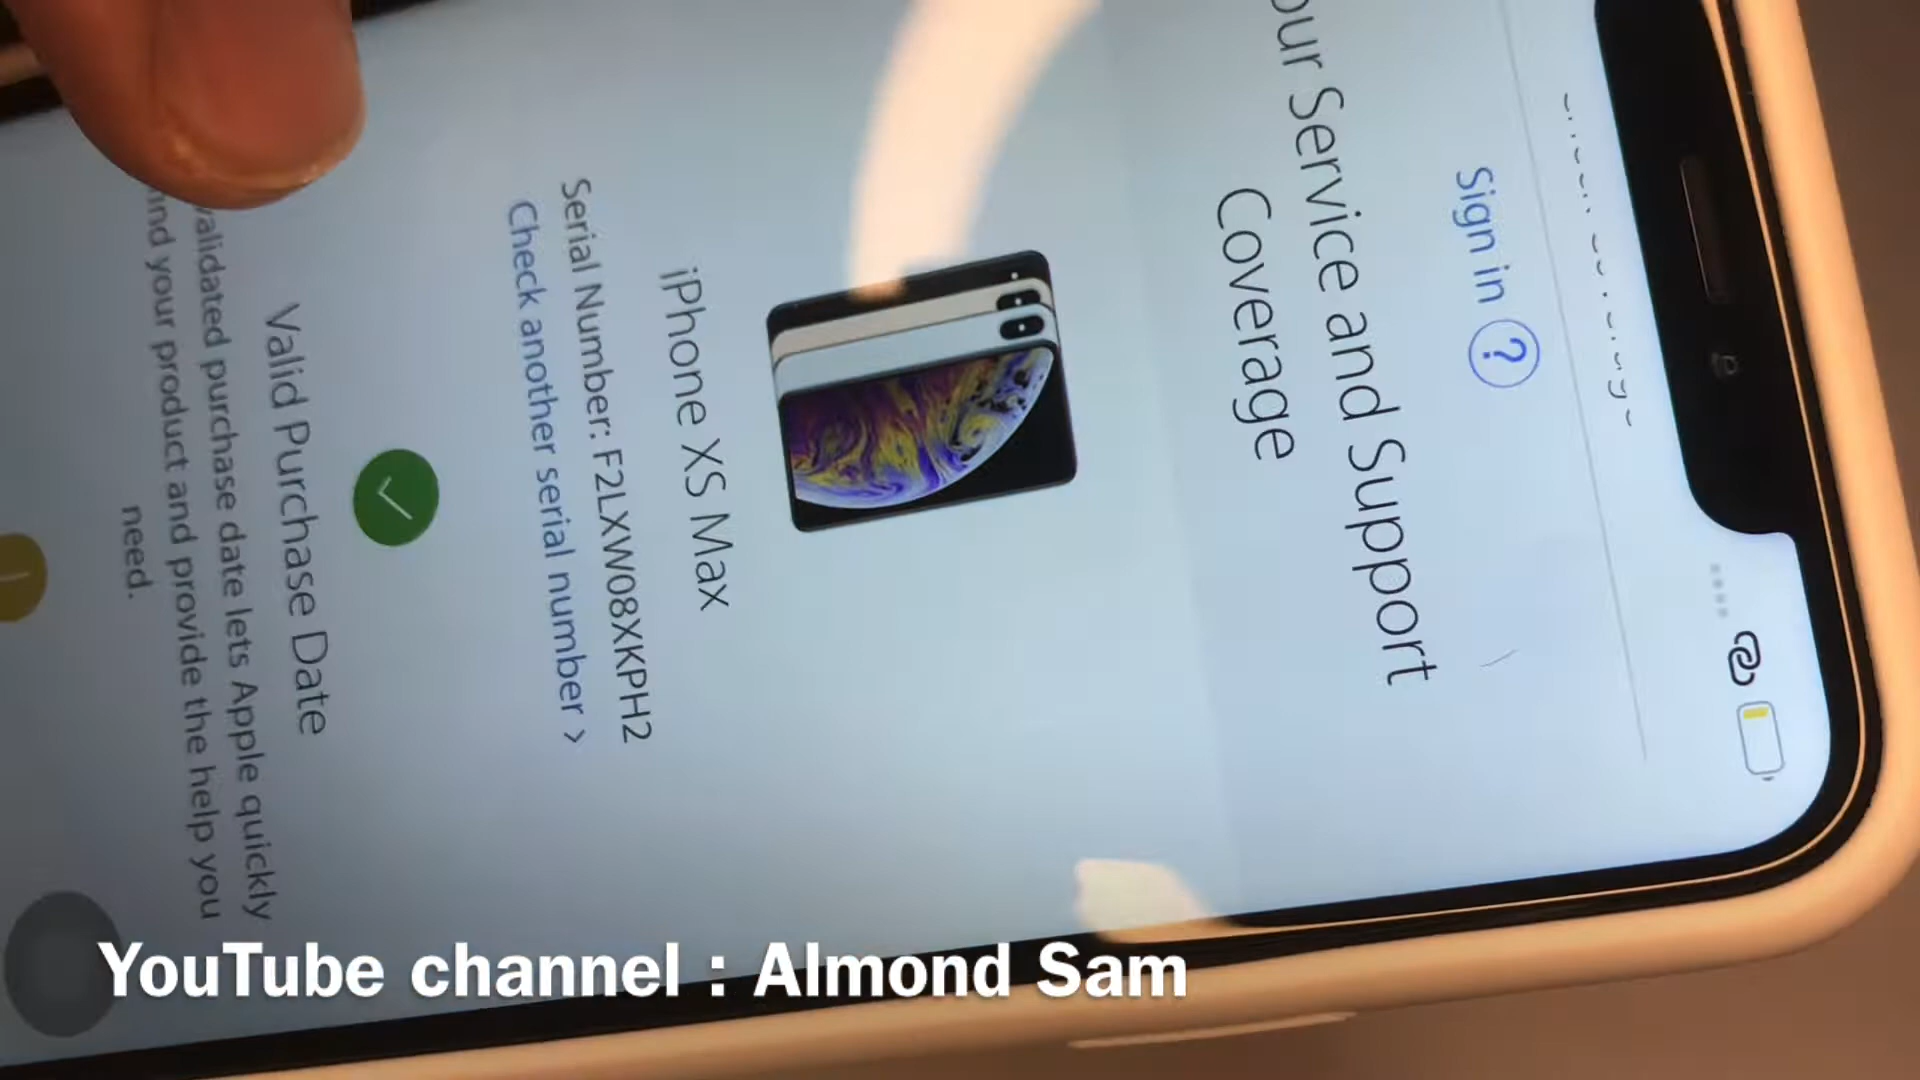 Sign in ?
our Service and Support
Coverage
iPhone XS Max
Serial Number: F2LXW08XKPH2
Check another serial number >
Valid Purchase Date
validated purchase date lets Apple quickly
ind your product and provide the help you
need.
YouTube channel : Almond Sam